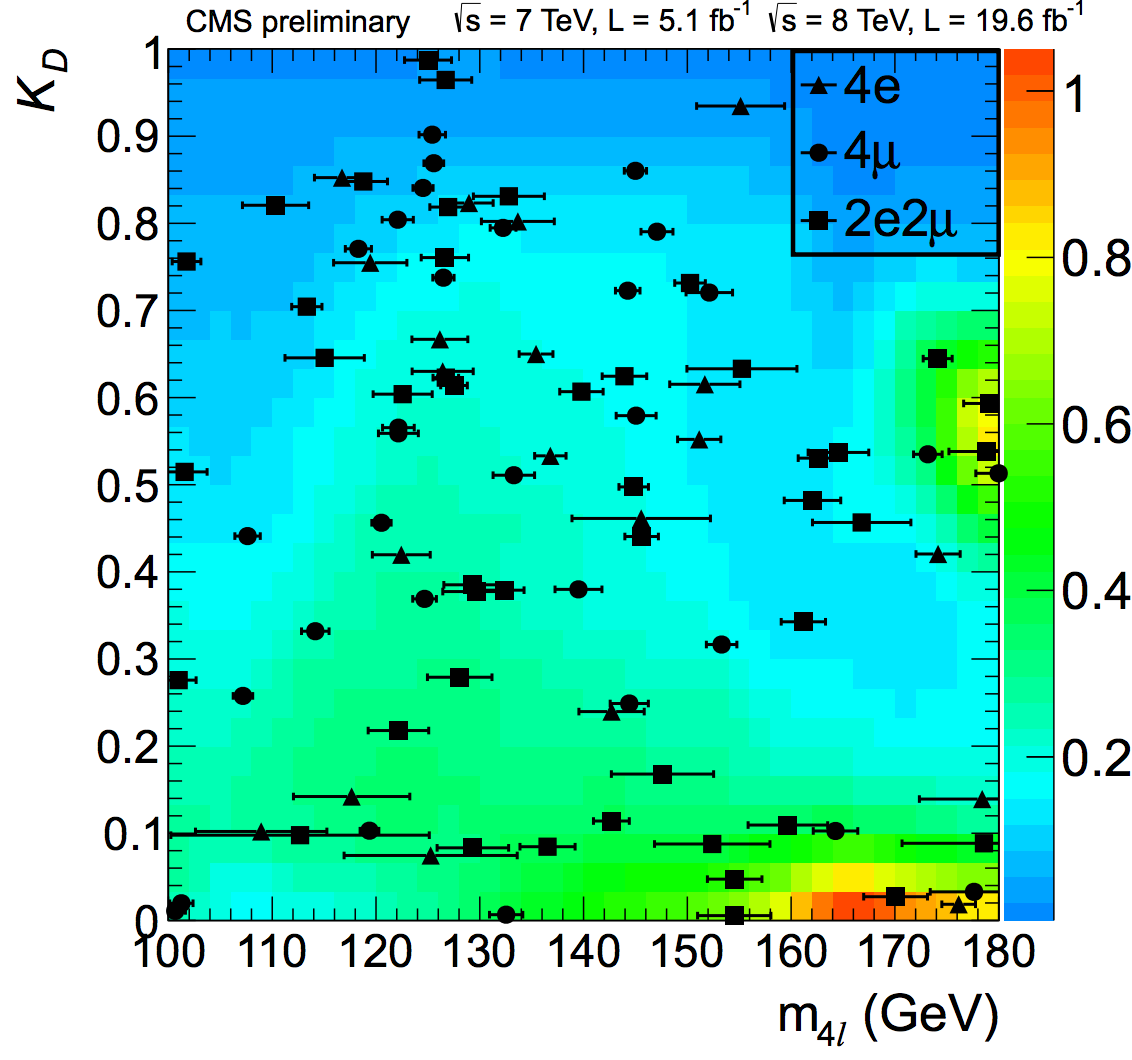 CMS preliminary √s = 7 TeV, L = 5.1 fb⁻¹ √s = 8 TeV, L = 19.6 fb⁻¹
K_D
1
0.9
0.8
0.7
0.6
0.5
0.4
0.3
0.2
0.1
0
4e
4μ
2e2μ
1
0.8
0.6
0.4
0.2
100 110 120 130 140 150 160 170 180
m_4l (GeV)